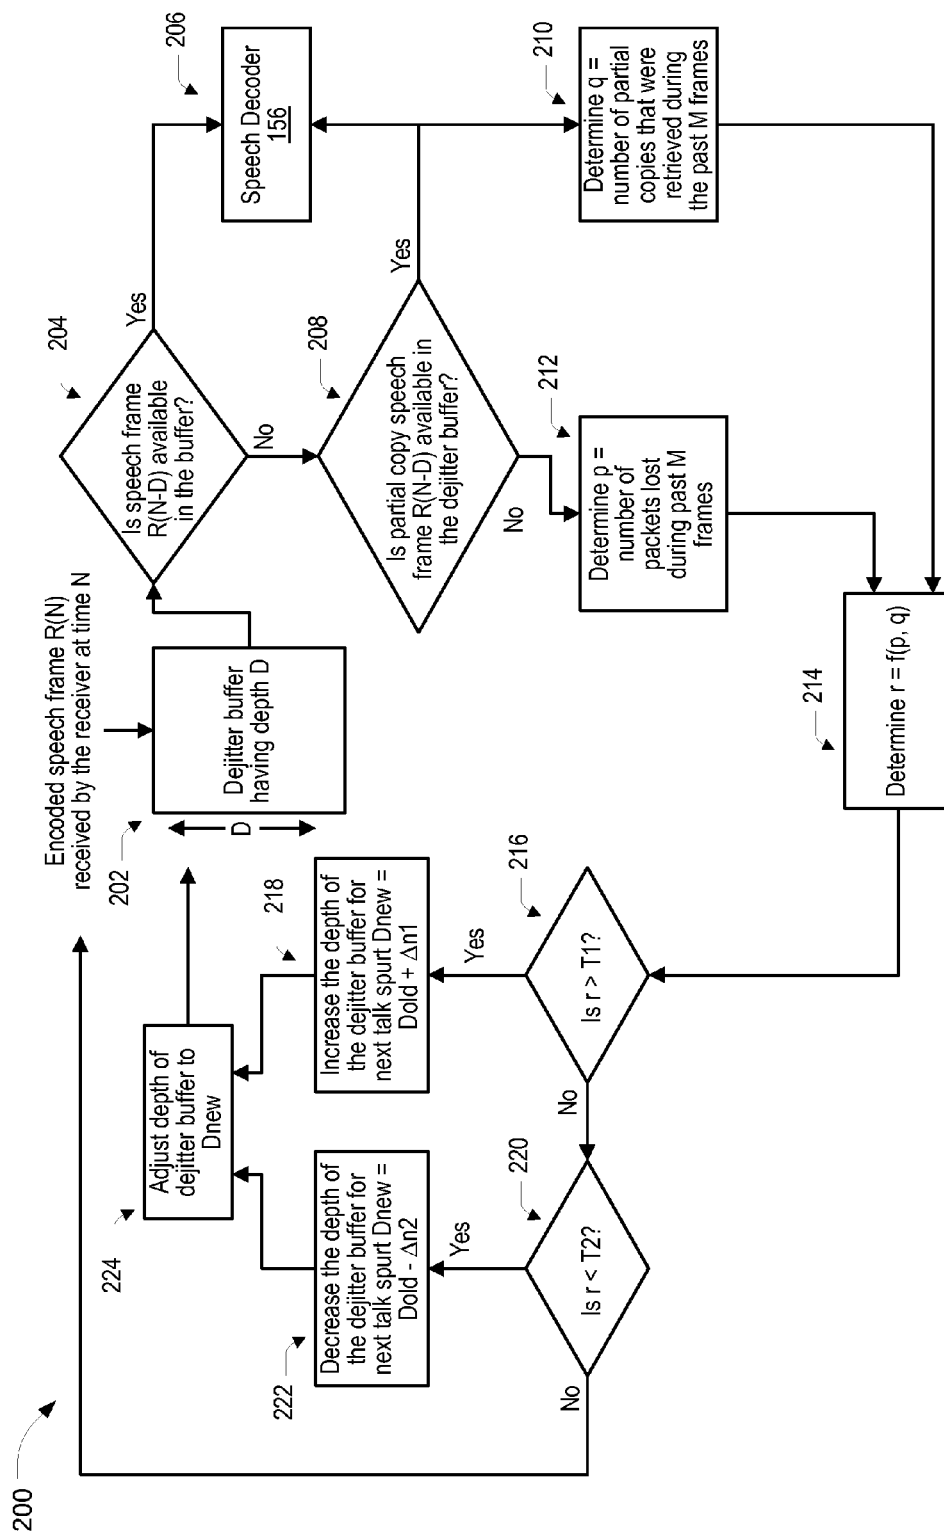 200
Encoded speech frame R(N)
received by the receiver at time N
202
D
Dejitter buffer
having depth D
204
Is speech frame
R(N-D) available
in the buffer?
Yes
No
206
Speech Decoder
156
208
Is partial copy speech
frame R(N-D) available in
the dejitter buffer?
Yes
No
210
Determine q =
number of partial
copies that were
retrieved during
the past M frames
212
Determine p =
number of
packets lost
during past M
frames
214
Determine r = f(p, q)
216
Is r > T1?
Yes
No
218
Increase the depth of
the dejitter buffer for
next talk spurt Dnew =
Dold + Δn1
220
Is r < T2?
Yes
No
222
Decrease the depth of
the dejitter buffer for
next talk spurt Dnew =
Dold - Δn2
224
Adjust depth of
dejitter buffer to
Dnew